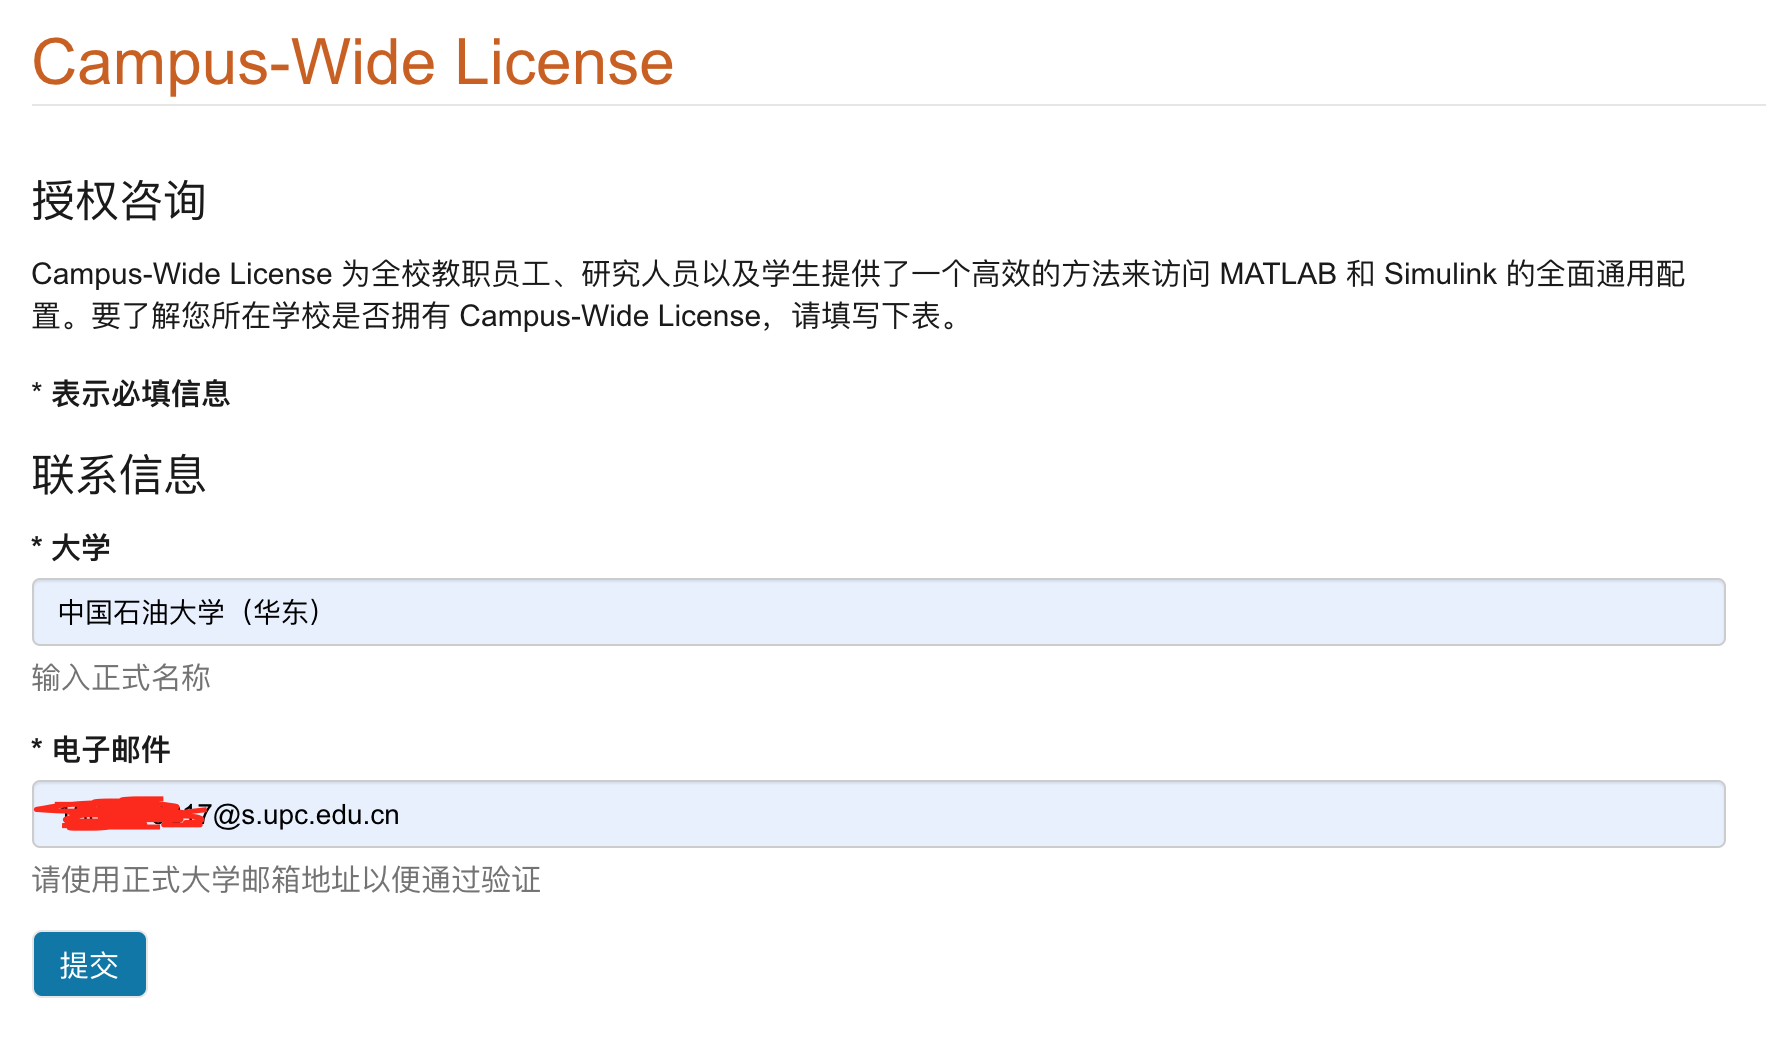 Campus-Wide License
授权咨询
Campus-Wide License 为全校教职员工、研究人员以及学生提供了一个高效的方法来访问 MATLAB 和 Simulink 的全面通用配
置。要了解您所在学校是否拥有 Campus-Wide License，请填写下表。
* 表示必填信息
联系信息
* 大学
中国石油大学（华东）
输入正式名称
* 电子邮件
7@s.upc.edu.cn
请使用正式大学邮箱地址以便通过验证
提交